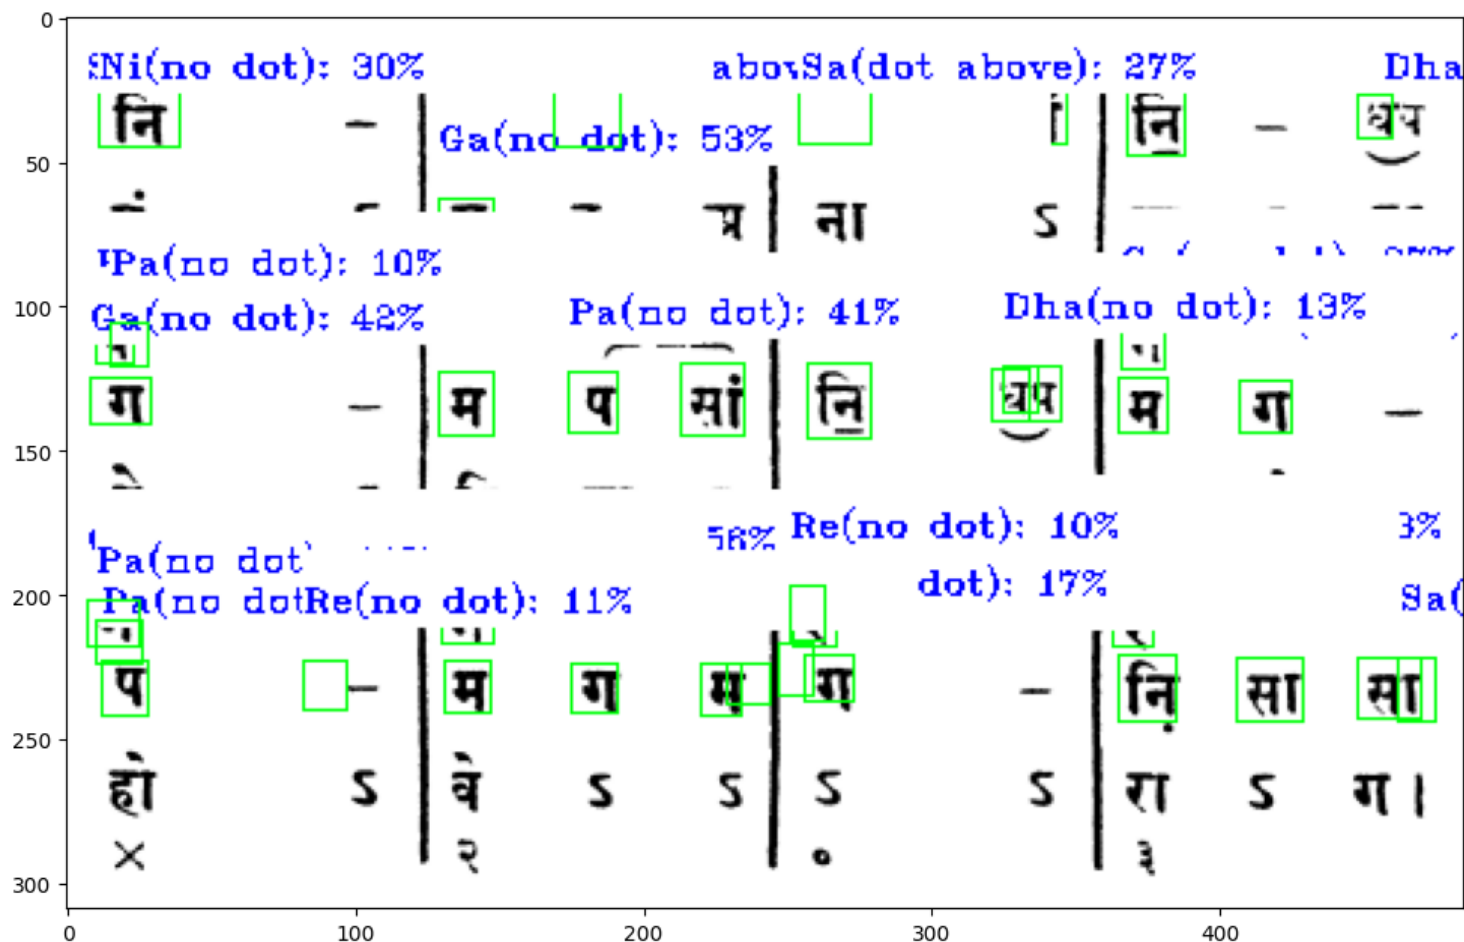 0
Ni(no dot): 30% Sa(dot above): 27% Dha
नि – नि – धप
50
Ga(no dot): 53%
ना ऽ
Pa(no dot): 10%
100
Ga(no dot): 42% Pa(no dot): 41% Dha(no dot): 13%
ग – म प सां नि धप म ग –
150
56% Re(no dot): 10% 3%
Pa(no dot
dot): 17%
200
Pa(no dot Re(no dot): 11% Sa(
प – म ग म ग – नि सा सा
250
हो ऽ वे ऽ ऽ ऽ ऽ रा ऽ ग ।
× २ ० ३
300
0 100 200 300 400